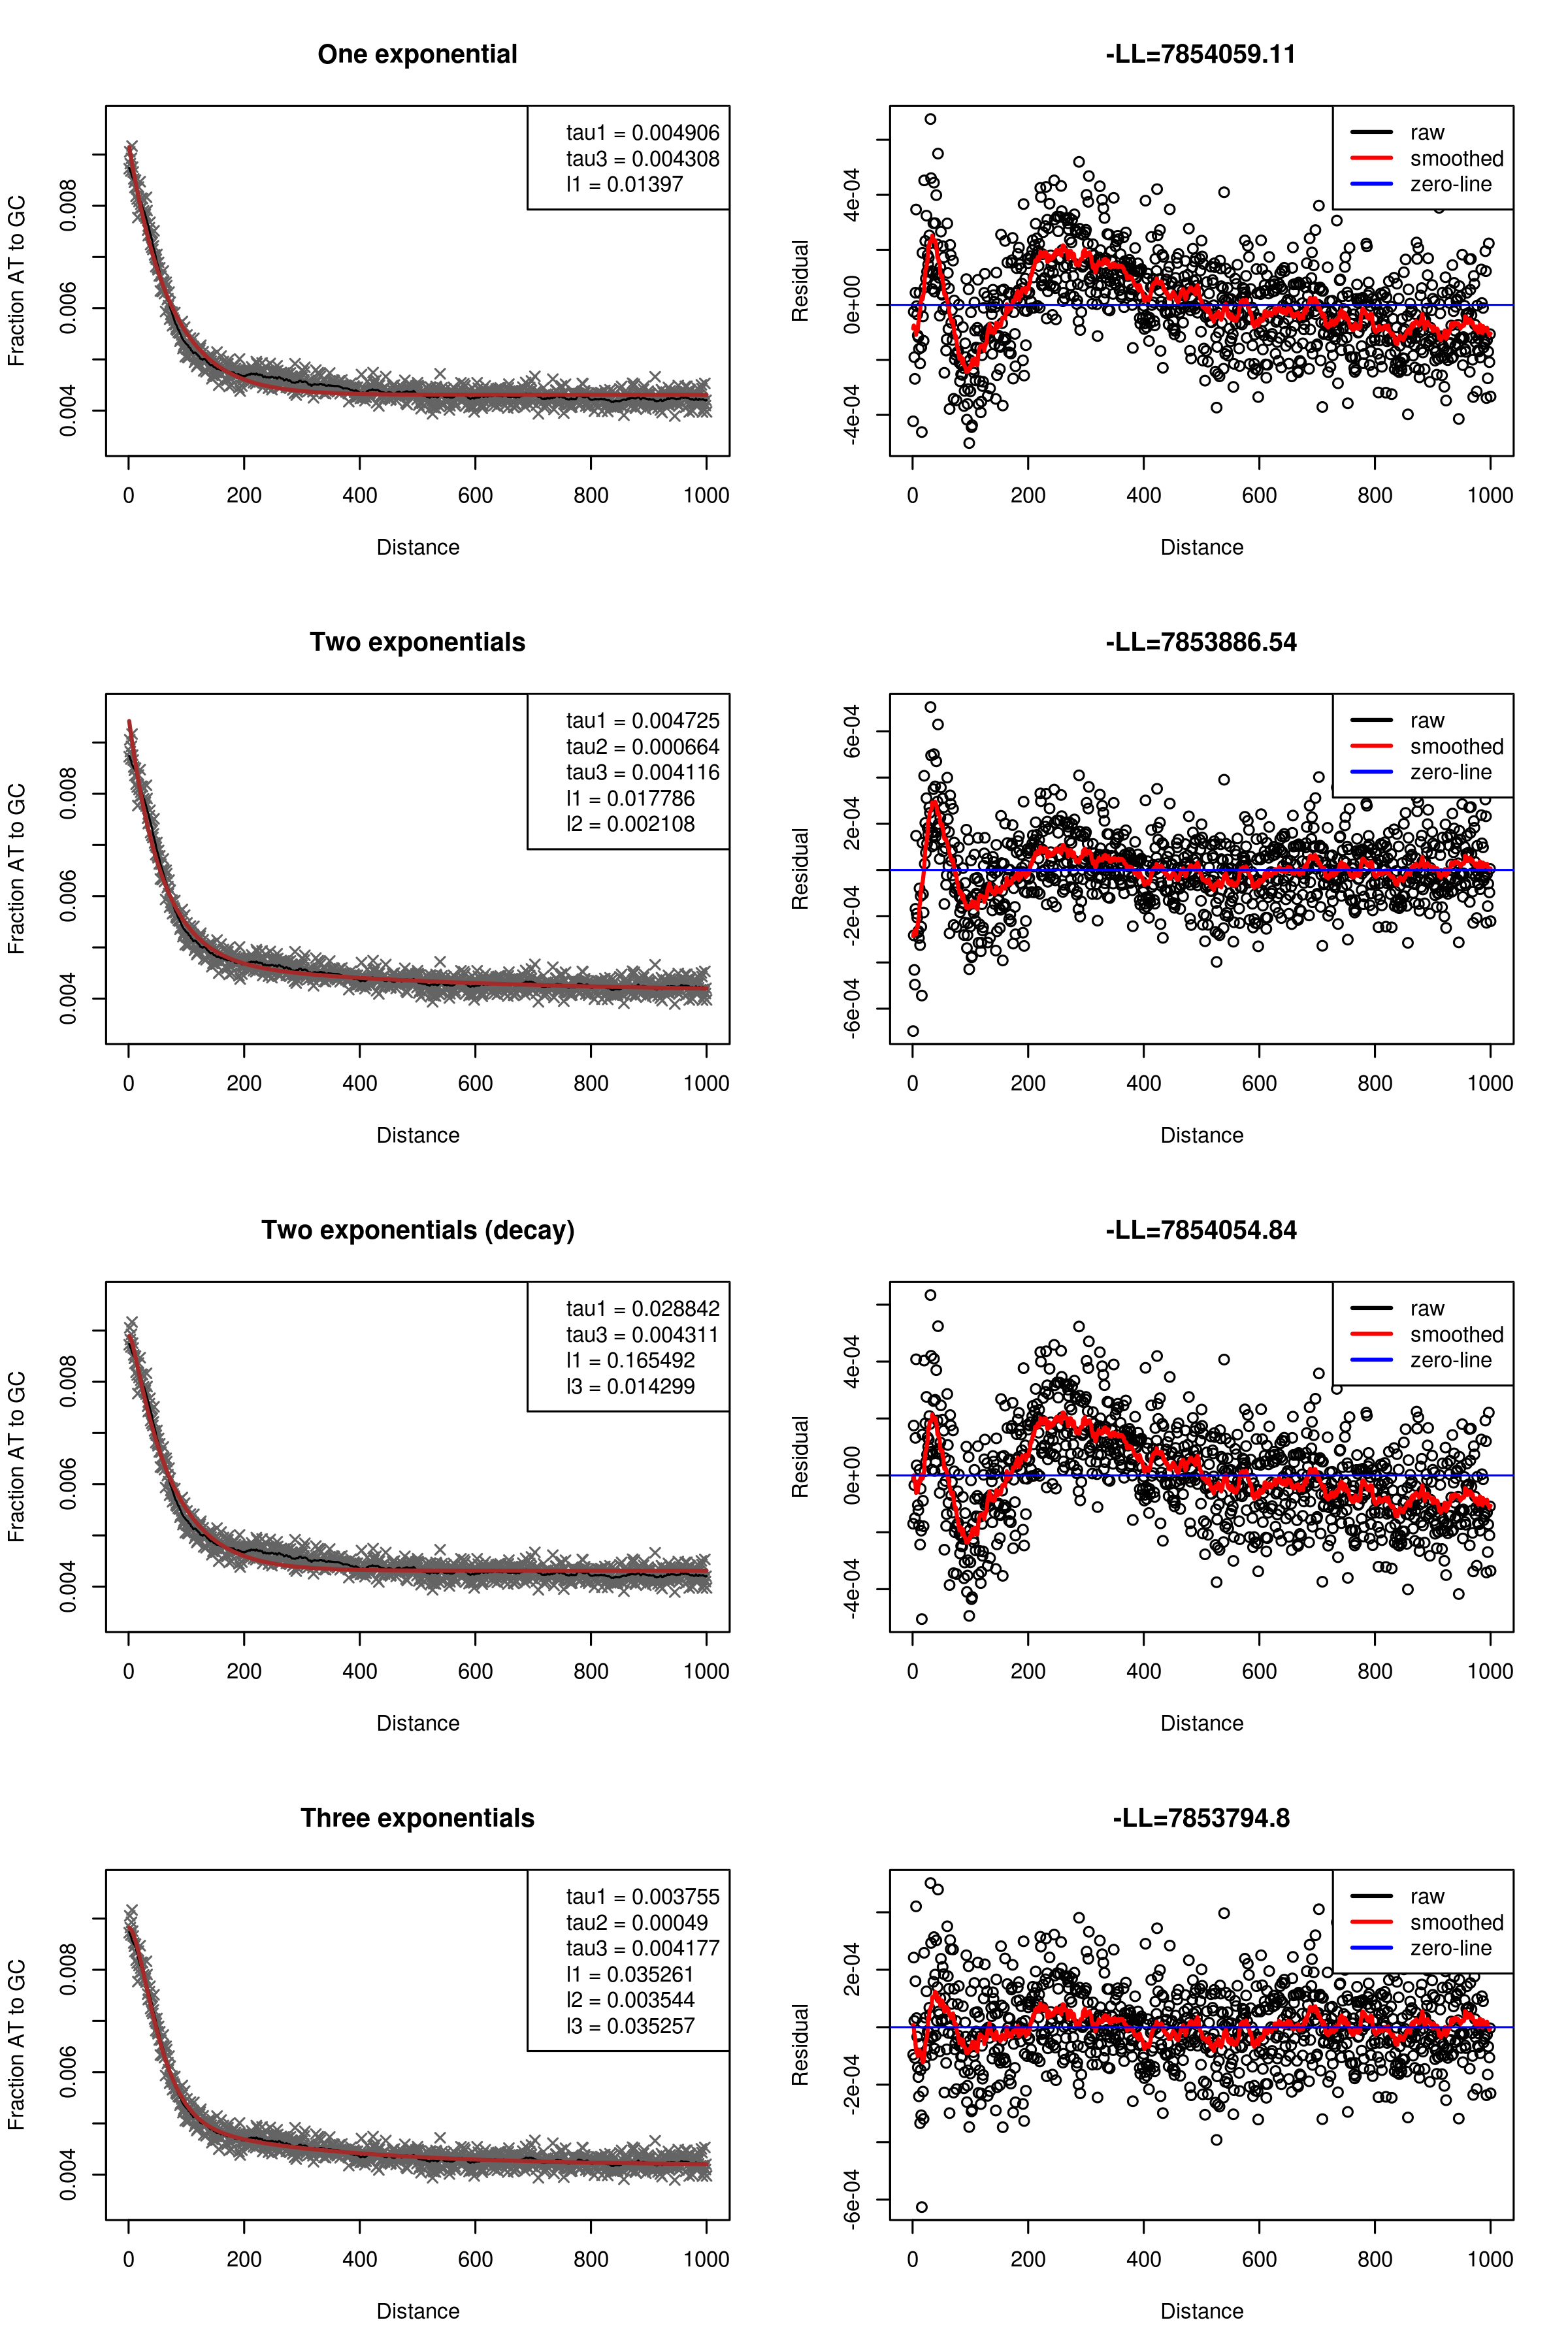 One exponential
-LL=7854059.11
tau1 = 0.004906
tau3 = 0.004308
l1 = 0.01397
Fraction AT to GC
0.004
0.006
0.008
0
200
400
600
800
1000
Distance
raw
smoothed
zero-line
Residual
-4e-04
0e+00
4e-04
0
200
400
600
800
1000
Distance
Two exponentials
-LL=7853886.54
tau1 = 0.004725
tau2 = 0.000664
tau3 = 0.004116
l1 = 0.017786
l2 = 0.002108
Fraction AT to GC
0.004
0.006
0.008
0
200
400
600
800
1000
Distance
raw
smoothed
zero-line
Residual
-6e-04
-2e-04
2e-04
6e-04
0
200
400
600
800
1000
Distance
Two exponentials (decay)
-LL=7854054.84
tau1 = 0.028842
tau3 = 0.004311
l1 = 0.165492
l3 = 0.014299
Fraction AT to GC
0.004
0.006
0.008
0
200
400
600
800
1000
Distance
raw
smoothed
zero-line
Residual
-4e-04
0e+00
4e-04
0
200
400
600
800
1000
Distance
Three exponentials
-LL=7853794.8
tau1 = 0.003755
tau2 = 0.00049
tau3 = 0.004177
l1 = 0.035261
l2 = 0.003544
l3 = 0.035257
Fraction AT to GC
0.004
0.006
0.008
0
200
400
600
800
1000
Distance
raw
smoothed
zero-line
Residual
-6e-04
-2e-04
2e-04
0
200
400
600
800
1000
Distance